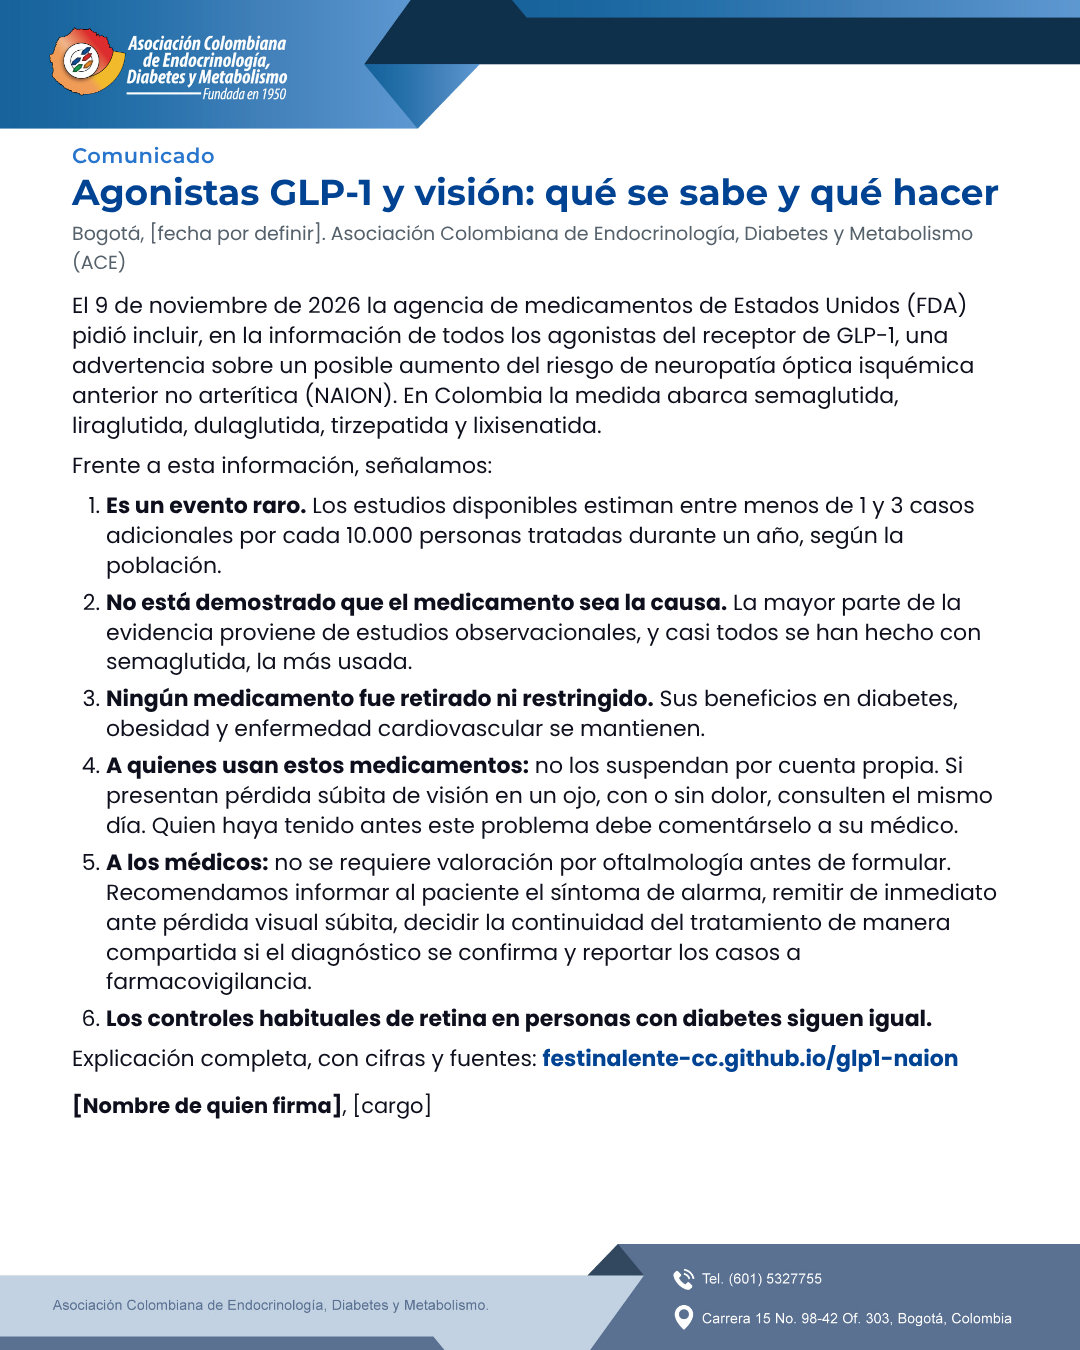 Asociación Colombiana
de Endocrinología,
Diabetes y Metabolismo
Fundada en 1950
Comunicado
Agonistas GLP-1 y visión: qué se sabe y qué hacer
Bogotá, [fecha por definir]. Asociación Colombiana de Endocrinología, Diabetes y Metabolismo
(ACE)
El 9 de noviembre de 2026 la agencia de medicamentos de Estados Unidos (FDA)
pidió incluir, en la información de todos los agonistas del receptor de GLP-1, una
advertencia sobre un posible aumento del riesgo de neuropatía óptica isquémica
anterior no arterítica (NAION). En Colombia la medida abarca semaglutida,
liraglutida, dulaglutida, tirzepatida y lixisenatida.
Frente a esta información, señalamos:
1. Es un evento raro. Los estudios disponibles estiman entre menos de 1 y 3 casos
adicionales por cada 10.000 personas tratadas durante un año, según la
población.
2. No está demostrado que el medicamento sea la causa. La mayor parte de la
evidencia proviene de estudios observacionales, y casi todos se han hecho con
semaglutida, la más usada.
3. Ningún medicamento fue retirado ni restringido. Sus beneficios en diabetes,
obesidad y enfermedad cardiovascular se mantienen.
4. A quienes usan estos medicamentos: no los suspendan por cuenta propia. Si
presentan pérdida súbita de visión en un ojo, con o sin dolor, consulten el mismo
día. Quien haya tenido antes este problema debe comentárselo a su médico.
5. A los médicos: no se requiere valoración por oftalmología antes de formular.
Recomendamos informar al paciente el síntoma de alarma, remitir de inmediato
ante pérdida visual súbita, decidir la continuidad del tratamiento de manera
compartida si el diagnóstico se confirma y reportar los casos a
farmacovigilancia.
6. Los controles habituales de retina en personas con diabetes siguen igual.
Explicación completa, con cifras y fuentes: festinalente-cc.github.io/glp1-naion
[Nombre de quien firma], [cargo]
Asociación Colombiana de Endocrinología, Diabetes y Metabolismo.
Tel. (601) 5327755
Carrera 15 No. 98-42 Of. 303, Bogotá, Colombia